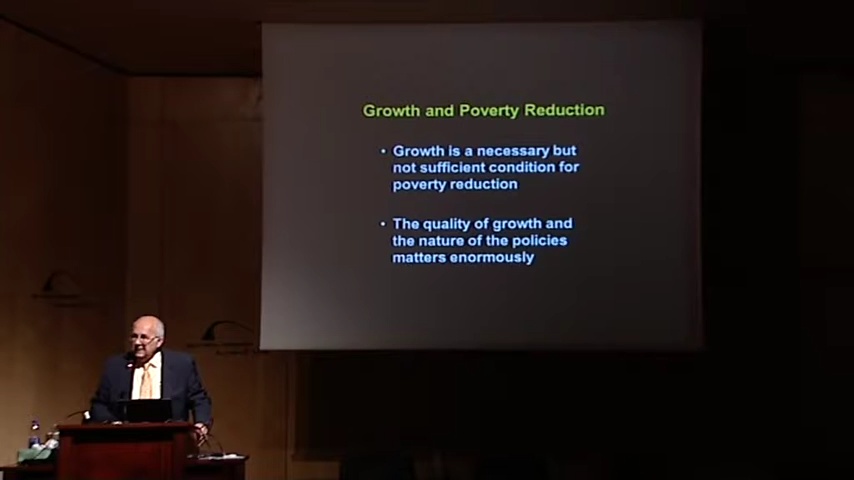 Growth and Poverty Reduction
• Growth is a necessary but
not sufficient condition for
poverty reduction
• The quality of growth and
the nature of the policies
matters enormously